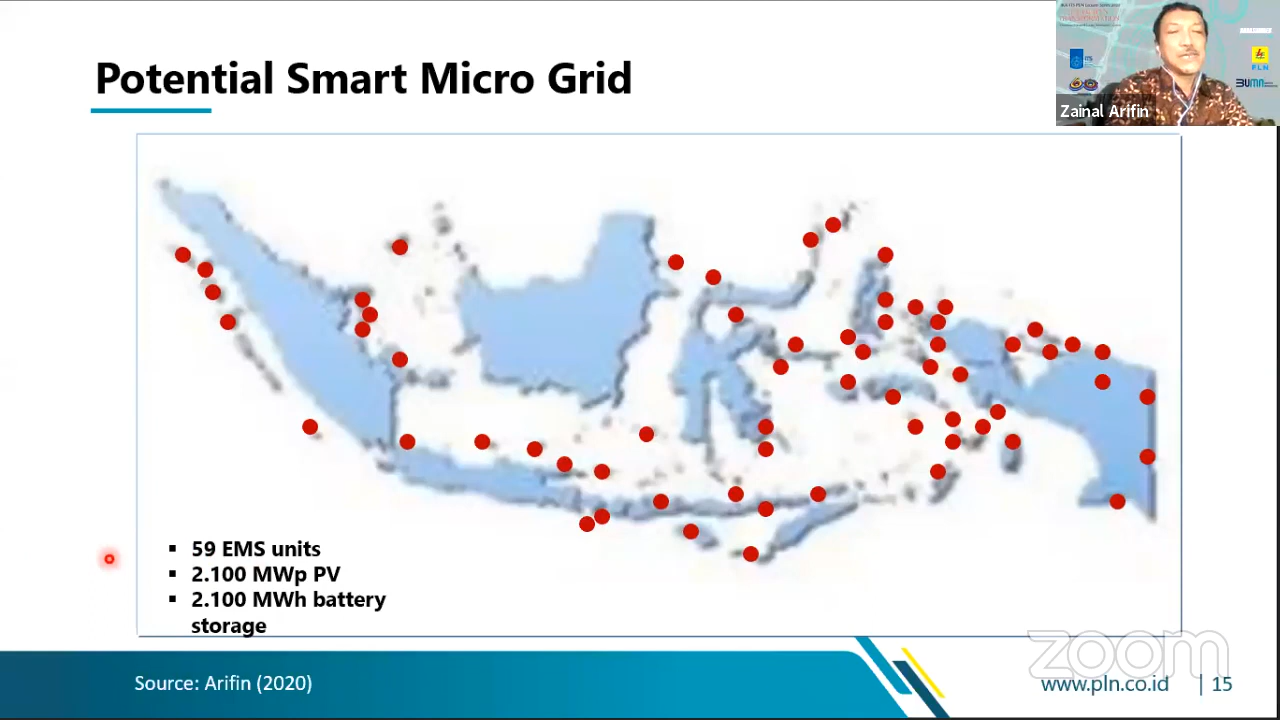 Potential Smart Micro Grid
Zainal Arifin
PLN
▪ 59 EMS units
▪ 2.100 MWp PV
▪ 2.100 MWh battery
storage
zoom
Source: Arifin (2020)
www.pln.co.id | 15